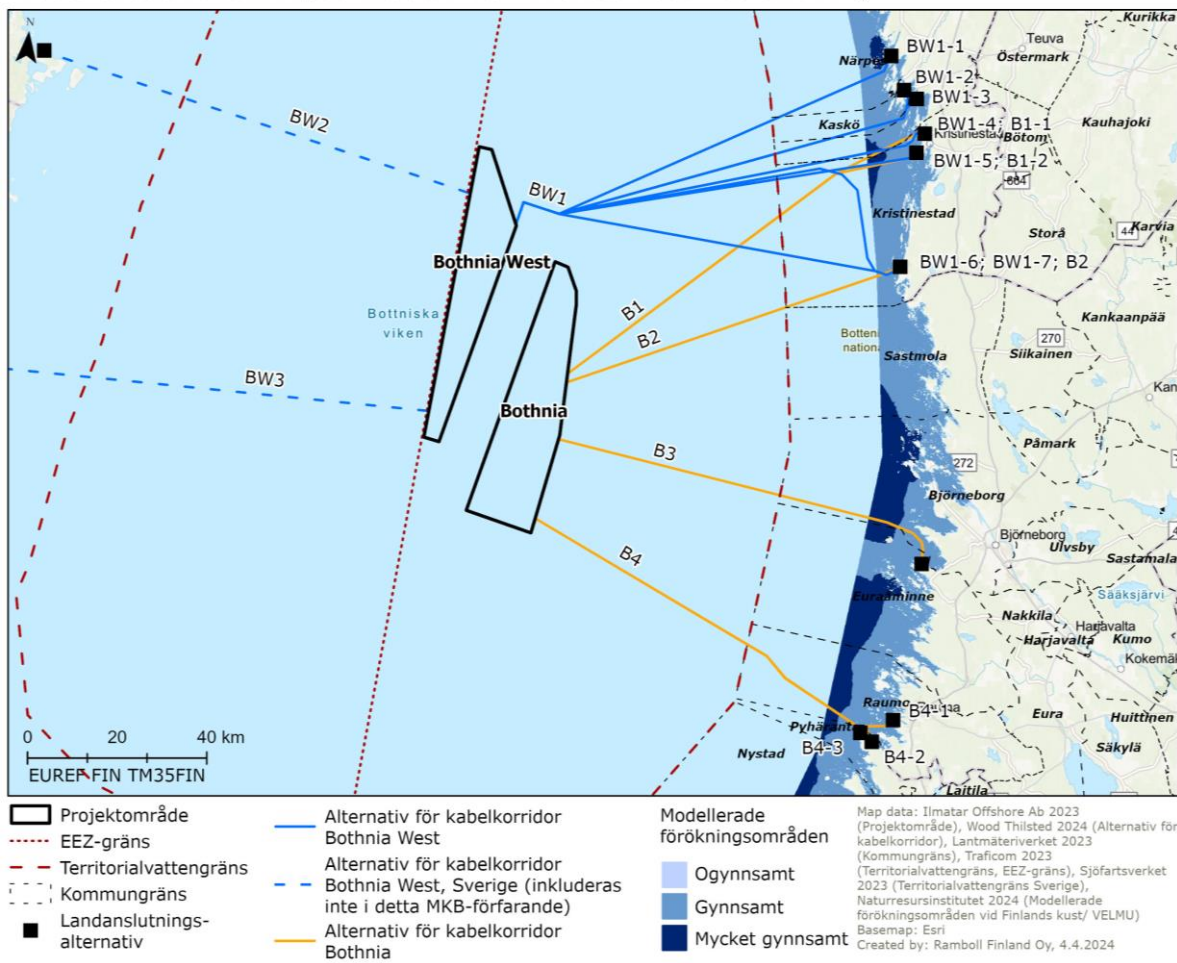 N
Kurikka
BW1-1
Teuva
Östermark
BW1-2
BW1-3
BW2
Kaskö
Kauhajoki
BW1-4; B1-1
Bötom
BW1-5; B1-2
664
BW1
Kristinestad
Storå
44
Karvia
Bothnia West
BW1-6; BW1-7; B2
Bottniska
viken
B1
B2
Kankaanpää
270
Siikainen
Sastmola
BW3
Bothnia
Påmark
B3
272
Björneborg
Björneborg
B4
Ulvsby
Sastamala
Euraåminne
Sääksjärvi
Nakkila
Harjavalta
Harjavalta
Kumo
Raumo
B4-1
Eura
Huittinen
Pyhäranta
B4-3
B4-2
Nystad
Säkylä
Laitila
0 20 40 km
EUREF FIN TM35FIN
Projektområde
EEZ-gräns
Territorialvattengräns
Kommungräns
Landanslutnings-
alternativ
Alternativ för kabelkorridor
Bothnia West
Alternativ för kabelkorridor
Bothnia West, Sverige (inkluderas
inte i detta MKB-förfarande)
Alternativ för kabelkorridor
Bothnia
Modellerade
förökningsområden
Ogynnsamt
Gynnsamt
Mycket gynnsamt
Map data: Ilmatar Offshore Ab 2023
(Projektområde), Wood Thilsted 2024 (Alternativ för
kabelkorridor), Lantmäteriverket 2023
(Kommungräns), Traficom 2023
(Territorialvattengräns, EEZ-gräns), Sjöfartsverket
2023 (Territorialvattengräns Sverige),
Naturresursinstitutet 2024 (Modellerade
förökningsområden vid Finlands kust/ VELMU)
Basemap: Esri
Created by: Ramboll Finland Oy, 4.4.2024